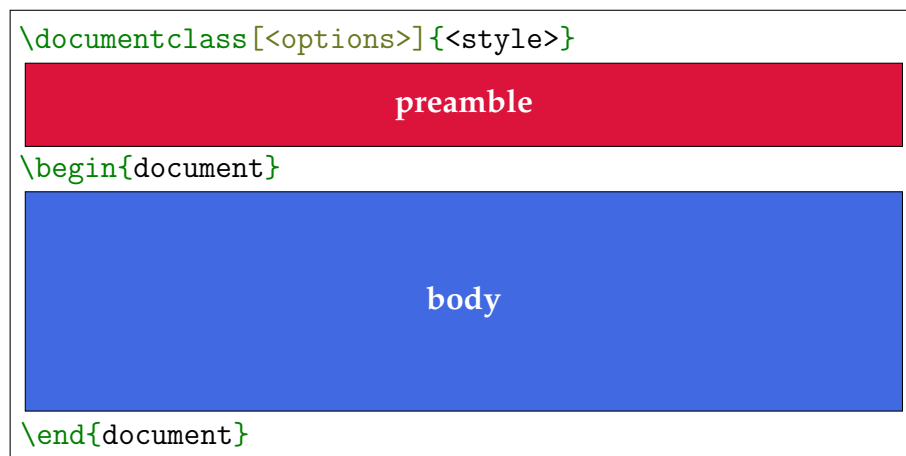 \documentclass[<options>]{<style>}
preamble
\begin{document}
body
\end{document}